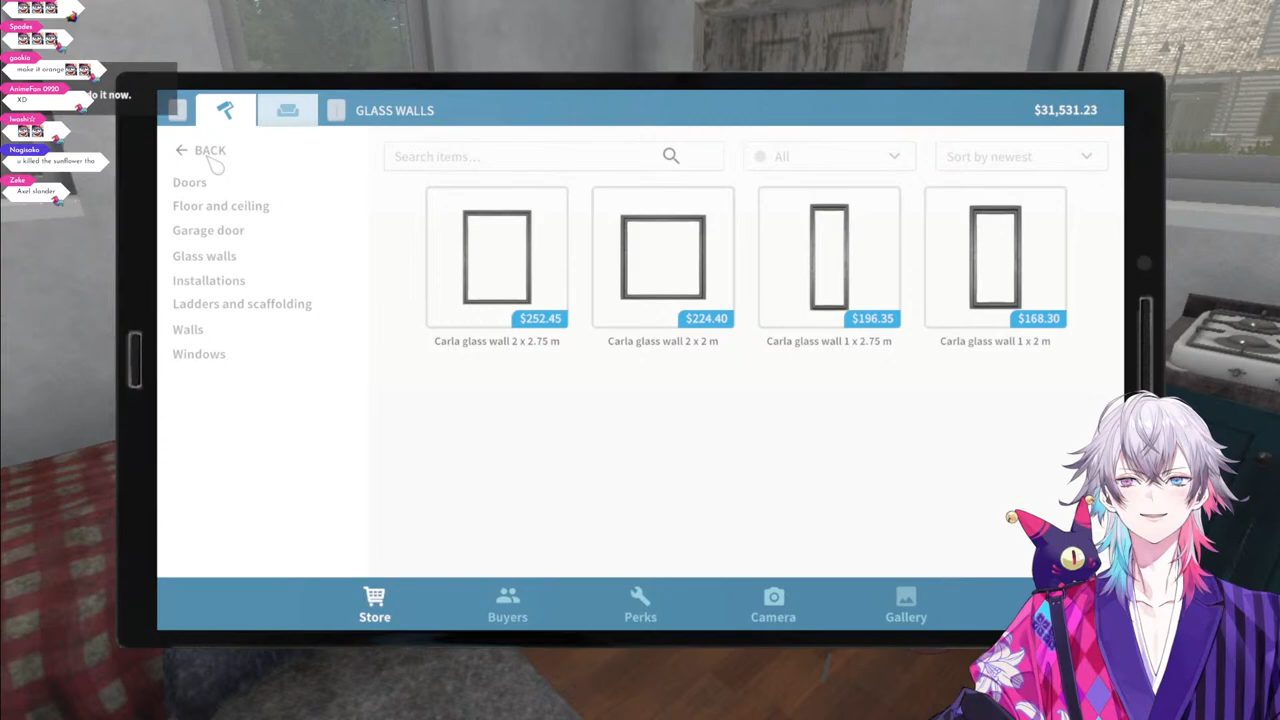 Spades
gookia
make it orange
AnimeFan 0920
XD
do it now.
Iwashi☆
Nagisako
u killed the sunflower tho
Zeke
Axel slander
GLASS WALLS
$31,531.23
BACK
Search items...
All
Sort by newest
Doors
Floor and ceiling
Garage door
Glass walls
Installations
Ladders and scaffolding
Walls
Windows
$252.45
$224.40
$196.35
$168.30
Carla glass wall 2 x 2.75 m
Carla glass wall 2 x 2 m
Carla glass wall 1 x 2.75 m
Carla glass wall 1 x 2 m
Store
Buyers
Perks
Camera
Gallery